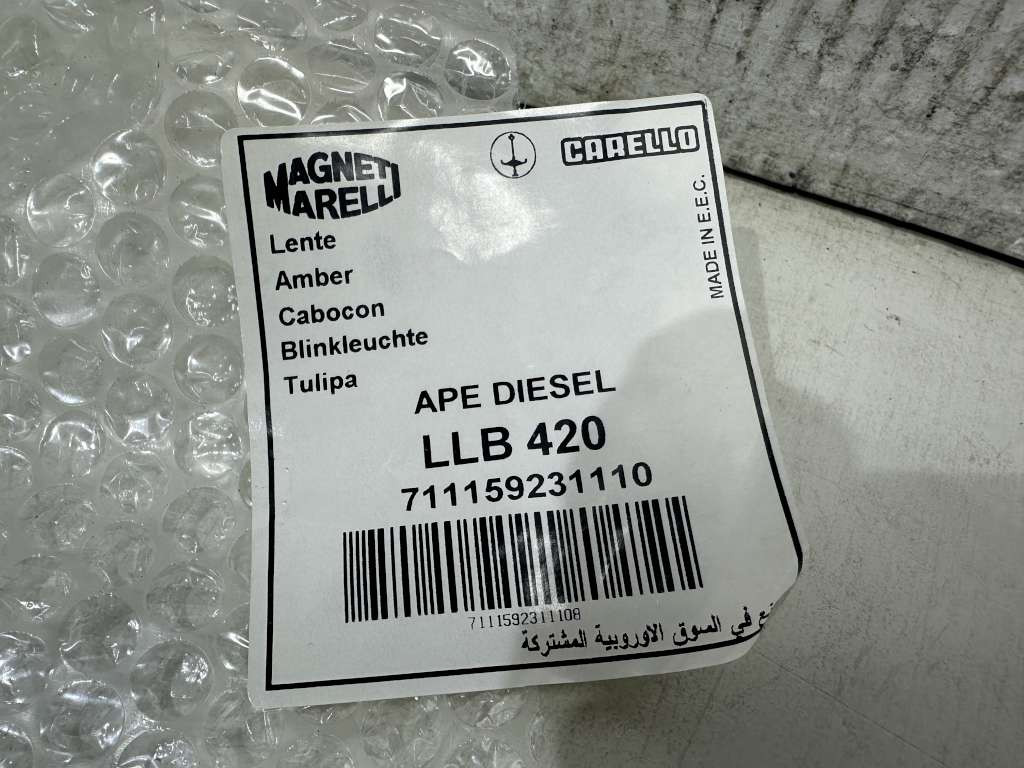 MAGNETI MARELLI
CARELLO
MADE IN E.E.C.
Lente
Amber
Cabocon
Blinkleuchte
Tulipa
APE DIESEL
LLB 420
711159231110
7111592311108
في السوق الاوروبية المشتركة